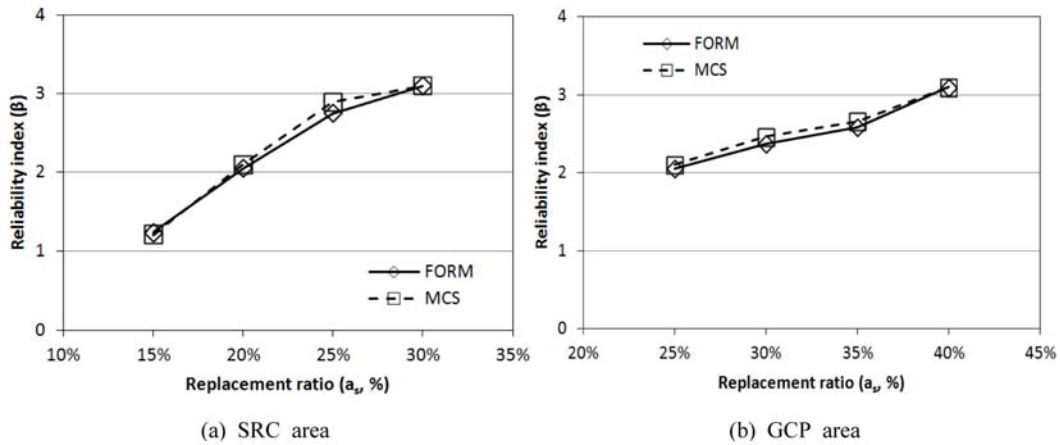 4
3
2
1
0
Reliability index (β)
10%
15%
20%
25%
30%
35%
Replacement ratio (aₛ, %)
FORM
MCS
(a) SRC area
4
3
2
1
0
Reliability index (β)
20%
25%
30%
35%
40%
45%
Replacement ratio (aₛ, %)
FORM
MCS
(b) GCP area